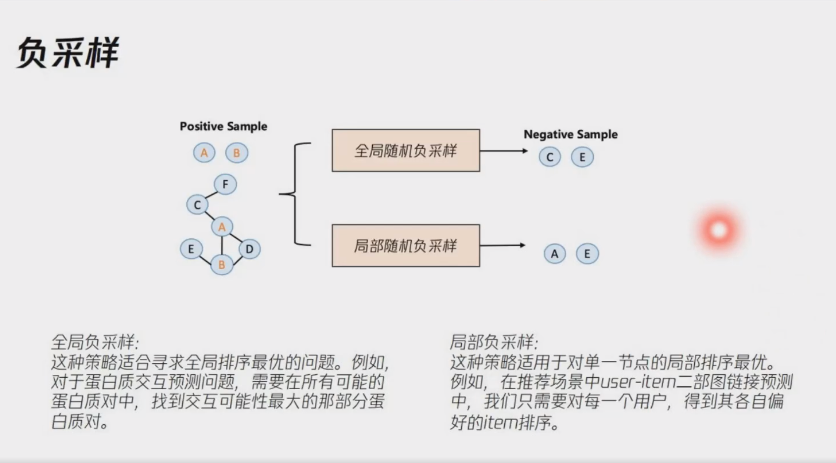 负采样
Positive Sample
A B
F
C
A
E D
B
全局随机负采样
Negative Sample
C E
局部随机负采样
A E
全局负采样:
这种策略适合寻求全局排序最优的问题。例如,
对于蛋白质交互预测问题, 需要在所有可能的
蛋白质对中, 找到交互可能性最大的那部分蛋
白质对。
局部负采样:
这种策略适用于对单一节点的局部排序最优。
例如, 在推荐场景中user-item二部图链接预测
中, 我们只需要对每一个用户, 得到其各自偏
好的item排序。